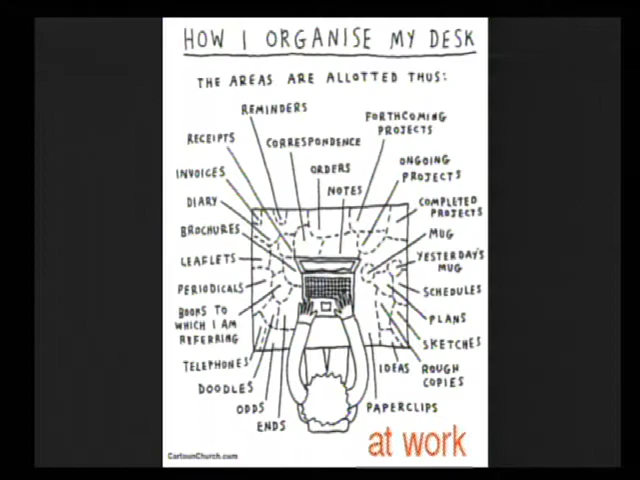 HOW I ORGANISE MY DESK
THE AREAS ARE ALLOTTED THUS:
REMINDERS
FORTHCOMING
PROJECTS
RECEIPTS
CORRESPONDENCE
ORDERS
ONGOING
PROJECTS
INVOICES
NOTES
DIARY
COMPLETED
PROJECTS
BROCHURES
MUG
LEAFLETS
YESTERDAY'S
MUG
PERIODICALS
SCHEDULES
BOOKS TO
WHICH I AM
REFERRING
PLANS
SKETCHES
TELEPHONES
IDEAS
ROUGH
COPIES
DOODLES
ODDS
PAPERCLIPS
ENDS
at work
CartoonChurch.com